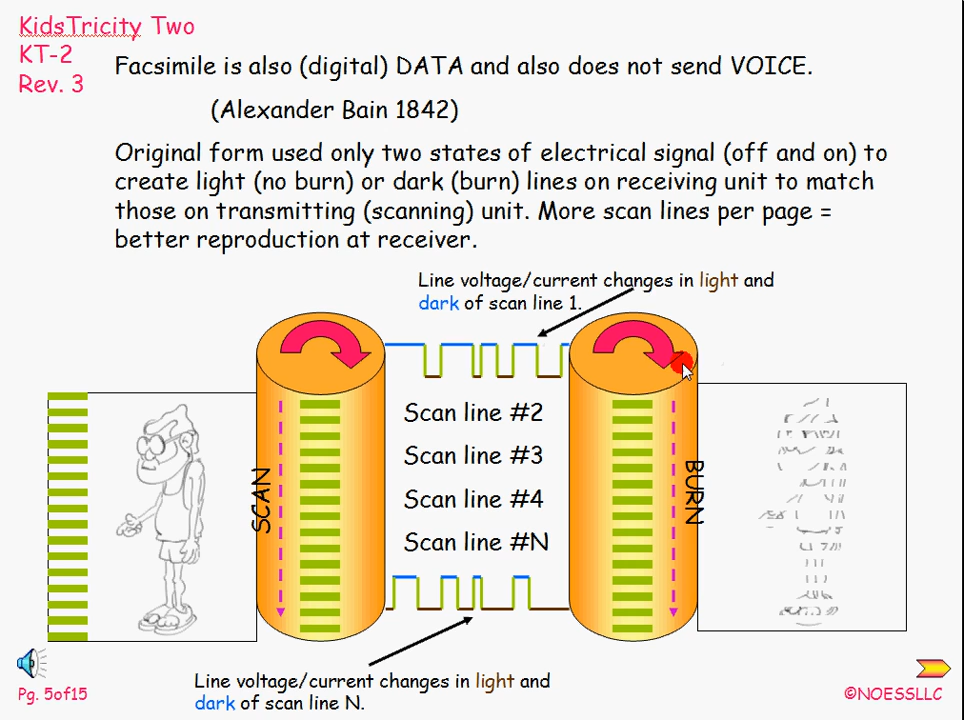 KidsTricity Two
KT-2
Rev. 3
Facsimile is also (digital) DATA and also does not send VOICE.
(Alexander Bain 1842)
Original form used only two states of electrical signal (off and on) to
create light (no burn) or dark (burn) lines on receiving unit to match
those on transmitting (scanning) unit. More scan lines per page =
better reproduction at receiver.
Line voltage/current changes in light and
dark of scan line 1.
Scan line #2
Scan line #3
Scan line #4
Scan line #N
SCAN
BURN
Line voltage/current changes in light and
dark of scan line N.
Pg. 5of15
©NOESSLLC